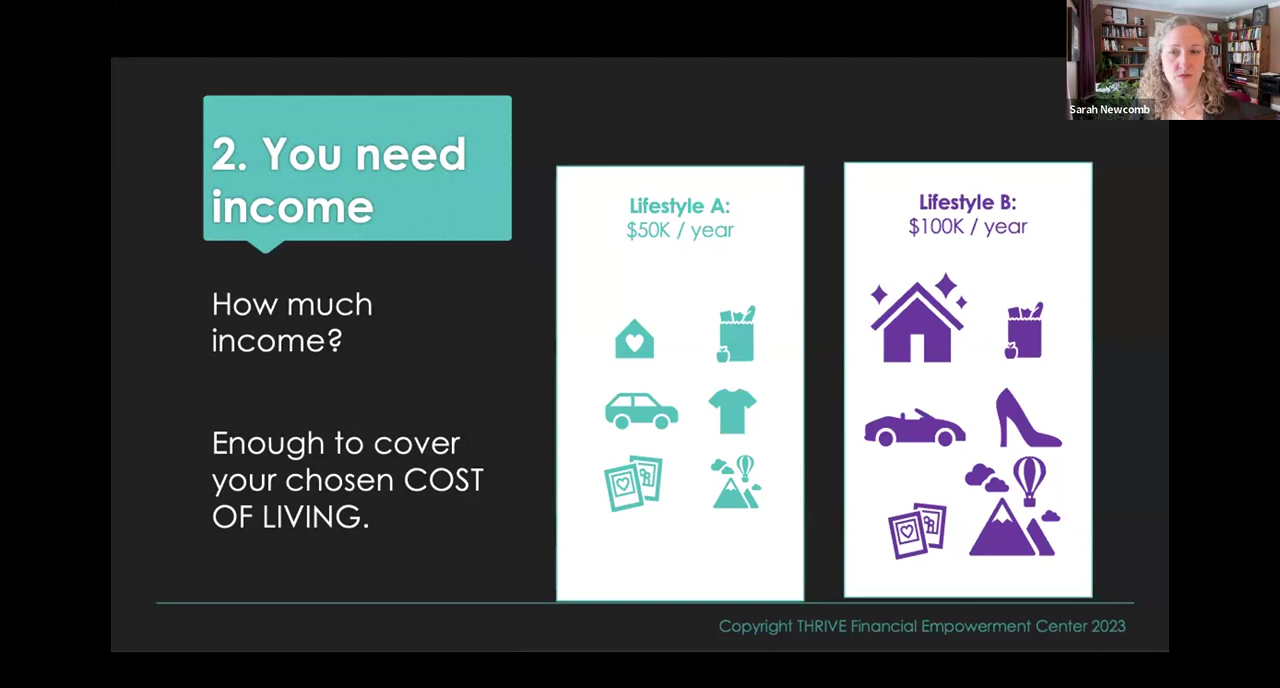 Sarah Newcomb
2. You need
income
How much
income?
Enough to cover
your chosen COST
OF LIVING.
Lifestyle A:
$50K / year
Lifestyle B:
$100K / year
Copyright THRIVE Financial Empowerment Center 2023